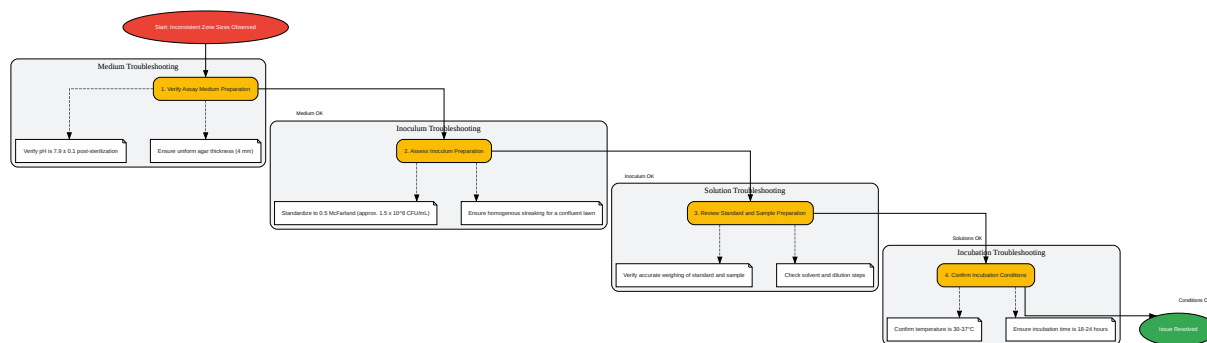 Start: Inconsistent Zone Sizes Observed
Medium Troubleshooting
1. Verify Assay Medium Preparation
Verify pH is 7.9 ± 0.1 post-sterilization
Ensure uniform agar thickness (4 mm)
Medium OK
Inoculum Troubleshooting
2. Assess Inoculum Preparation
Standardize to 0.5 McFarland (approx. 1.5 x 10^8 CFU/mL)
Ensure homogenous streaking for a confluent lawn
Inoculum OK
Solution Troubleshooting
3. Review Standard and Sample Preparation
Verify accurate weighing of standard and sample
Check solvent and dilution steps
Solutions OK
Incubation Troubleshooting
4. Confirm Incubation Conditions
Confirm temperature is 30-37°C
Ensure incubation time is 18-24 hours
Conditions
Issue Resolved